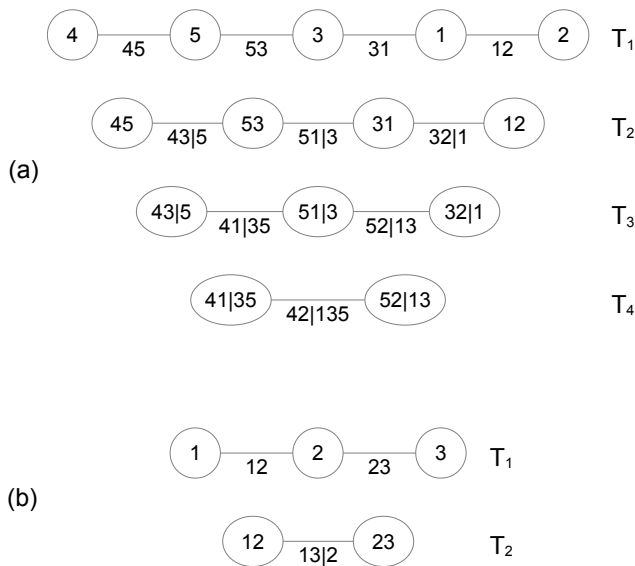 4 5 3 1 2 T₁
45 53 31 12
45 53 31 12 T₂
43|5 51|3 32|1
(a)
43|5 51|3 32|1 T₃
41|35 52|13
41|35 52|13 T₄
42|135
1 2 3 T₁
12 23
(b)
12 23 T₂
13|2